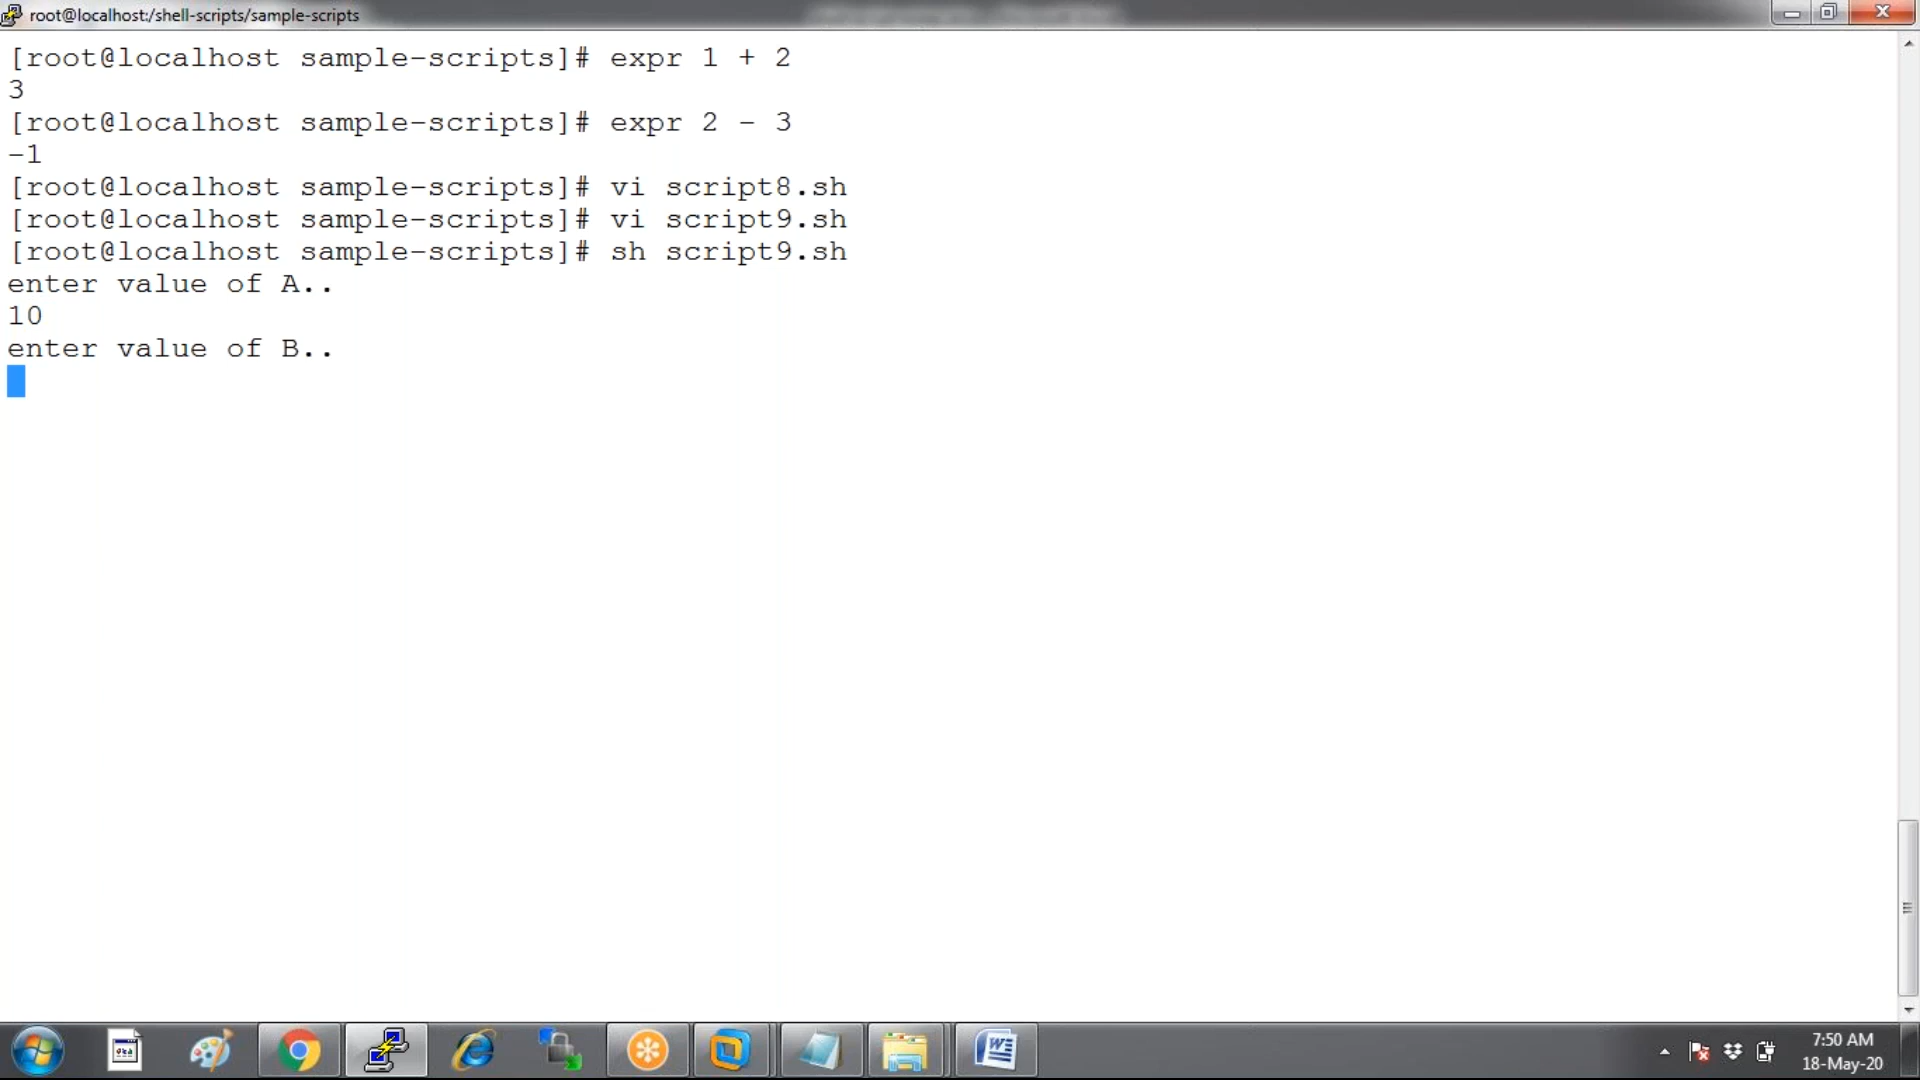 root@localhost:/shell-scripts/sample-scripts
[root@localhost sample-scripts]# expr 1 + 2
3
[root@localhost sample-scripts]# expr 2 - 3
-1
[root@localhost sample-scripts]# vi script8.sh
[root@localhost sample-scripts]# vi script9.sh
[root@localhost sample-scripts]# sh script9.sh
enter value of A..
10
enter value of B..
7:50 AM
18-May-20